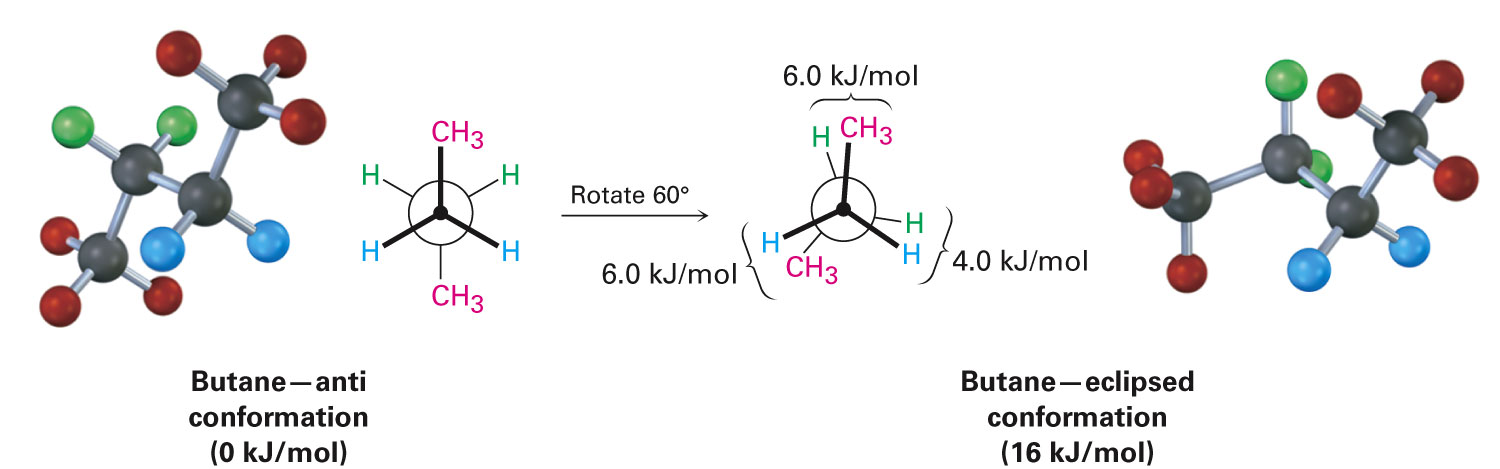 CH₃
H
H
H
H
CH₃
Rotate 60°
6.0 kJ/mol
H
CH₃
H
H
H
CH₃
6.0 kJ/mol
4.0 kJ/mol
Butane—anti
conformation
(0 kJ/mol)
Butane—eclipsed
conformation
(16 kJ/mol)